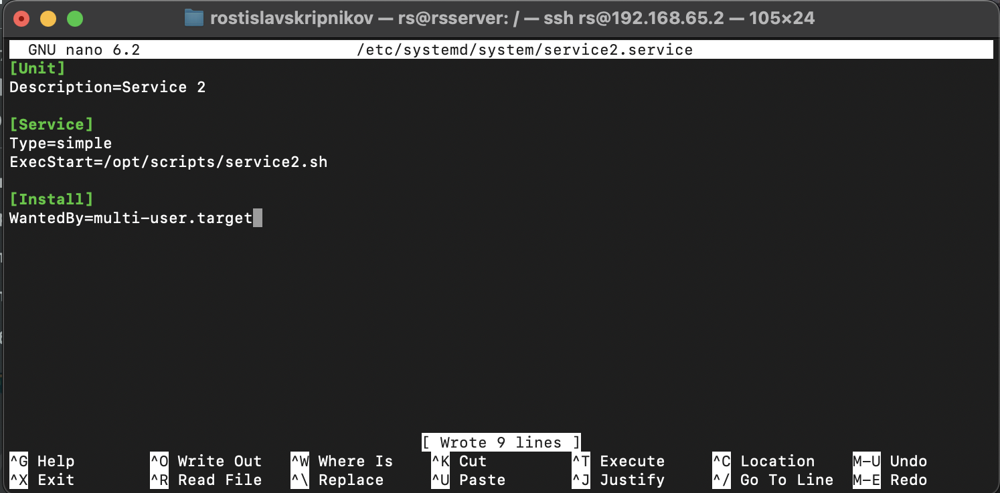 rostislavskripnikov — rs@rsserver: / — ssh rs@192.168.65.2 — 105×24
GNU nano 6.2 /etc/systemd/system/service2.service
[Unit]
Description=Service 2
[Service]
Type=simple
ExecStart=/opt/scripts/service2.sh
[Install]
WantedBy=multi-user.target
[ Wrote 9 lines ]
^G Help ^O Write Out ^W Where Is ^K Cut ^T Execute ^C Location M-U Undo
^X Exit ^R Read File ^\ Replace ^U Paste ^J Justify ^/ Go To Line M-E Redo